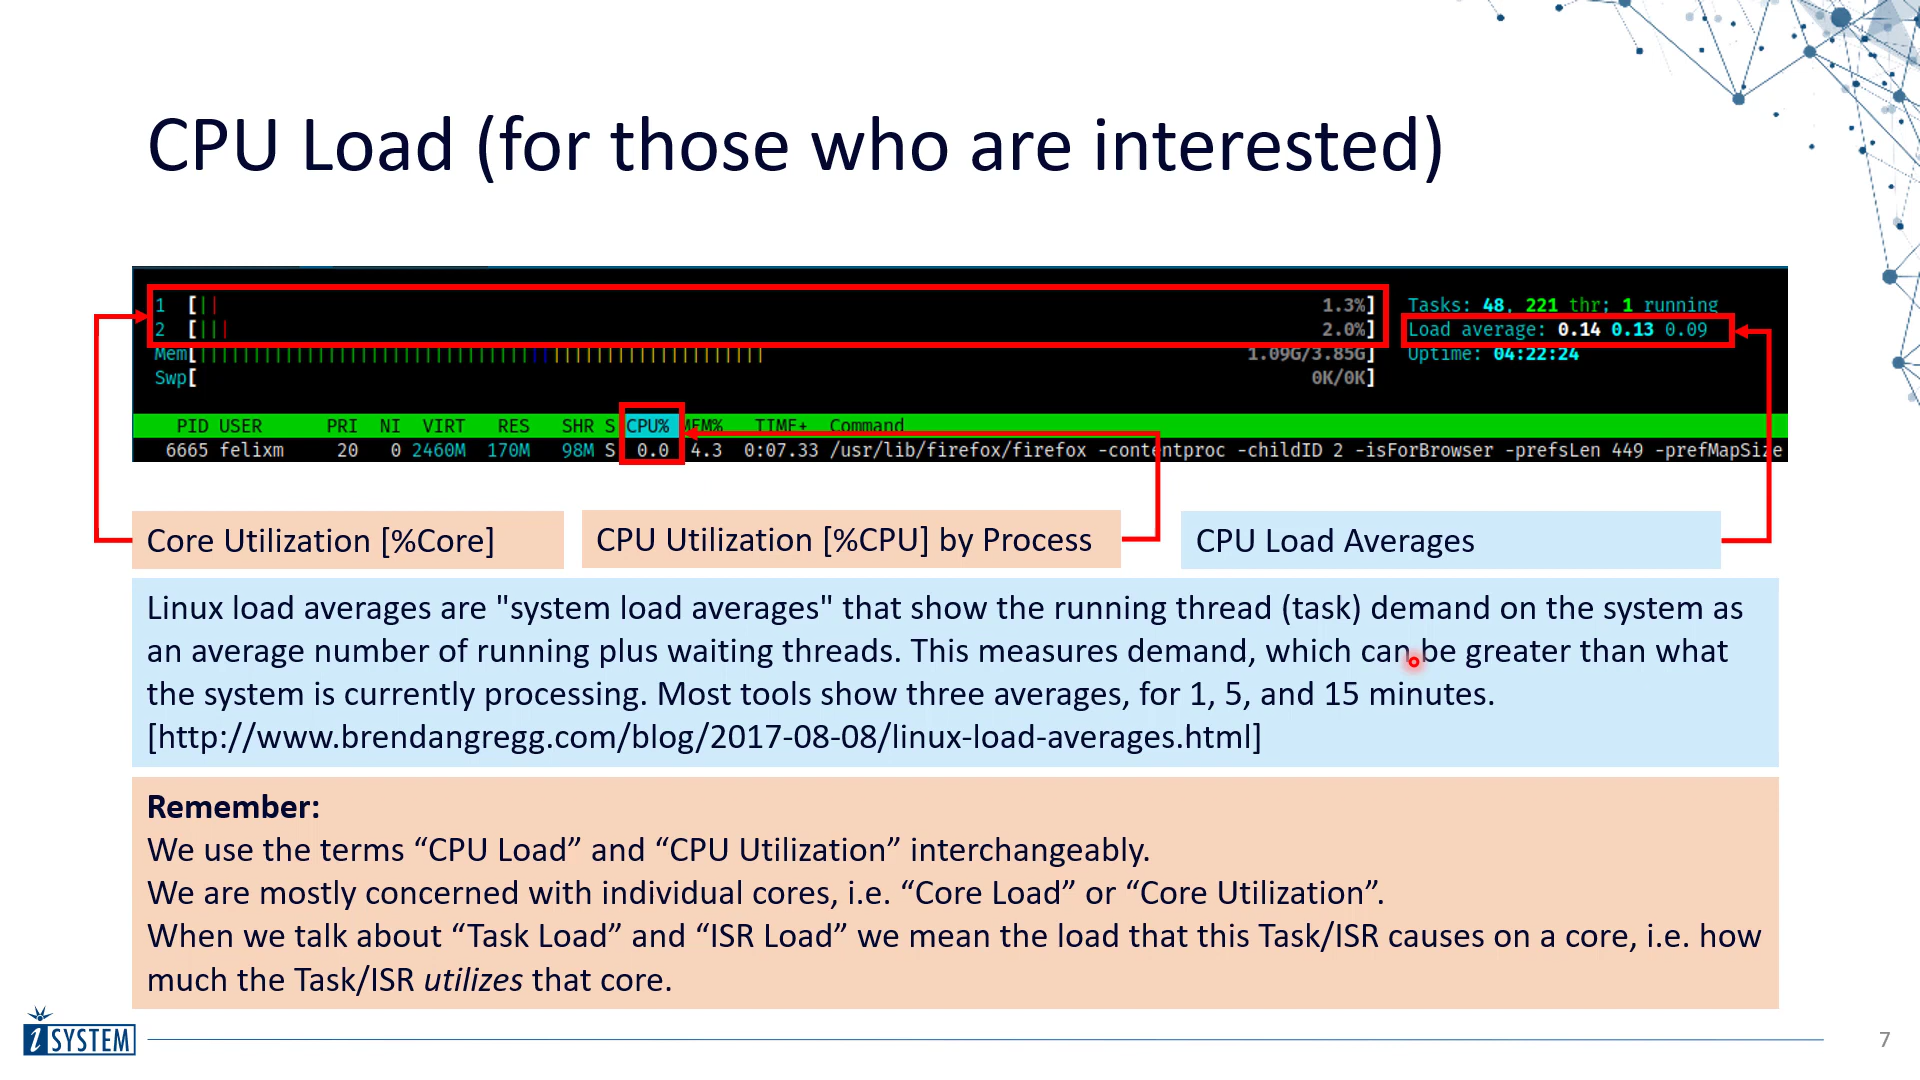 CPU Load (for those who are interested)
1 [||| 1.3%] Tasks: 48, 221 thr; 1 running
2 [|||| 2.0%] Load average: 0.14 0.13 0.09
Mem[ 1.09G/3.85G] Uptime: 04:22:24
Swp[ 0K/0K]
PID USER PRI NI VIRT RES SHR S CPU% MEM% TIME+ Command
6665 felixm 20 0 2460M 170M 98M S 0.0 4.3 0:07.33 /usr/lib/firefox/firefox -contentproc -childID 2 -isForBrowser -prefsLen 449 -prefMapSize
Core Utilization [%Core]
CPU Utilization [%CPU] by Process
CPU Load Averages
Linux load averages are "system load averages" that show the running thread (task) demand on the system as
an average number of running plus waiting threads. This measures demand, which can be greater than what
the system is currently processing. Most tools show three averages, for 1, 5, and 15 minutes.
[http://www.brendangregg.com/blog/2017-08-08/linux-load-averages.html]
Remember:
We use the terms “CPU Load” and “CPU Utilization” interchangeably.
We are mostly concerned with individual cores, i.e. “Core Load” or “Core Utilization”.
When we talk about “Task Load” and “ISR Load” we mean the load that this Task/ISR causes on a core, i.e. how
much the Task/ISR utilizes that core.
iSYSTEM
7